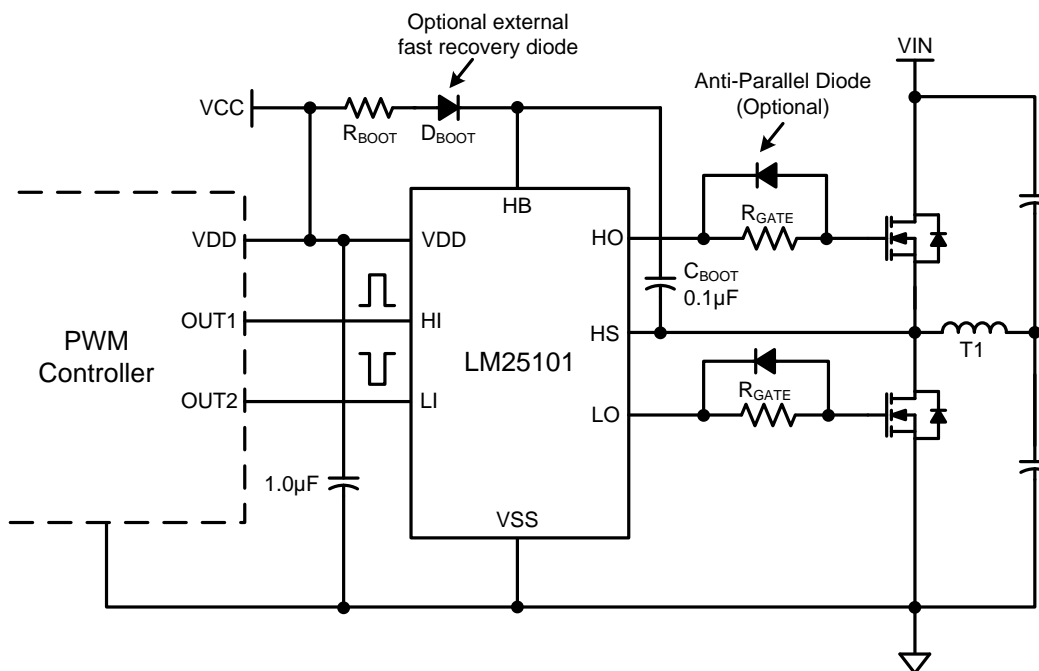 Optional external
fast recovery diode
VIN
Anti-Parallel Diode
(Optional)
VCC
RBOOT
DBOOT
HB
RGATE
VDD
VDD
HO
CBOOT
0.1µF
OUT1
HI
HS
PWM
Controller
LM25101
T1
OUT2
LI
RGATE
LO
1.0µF
VSS